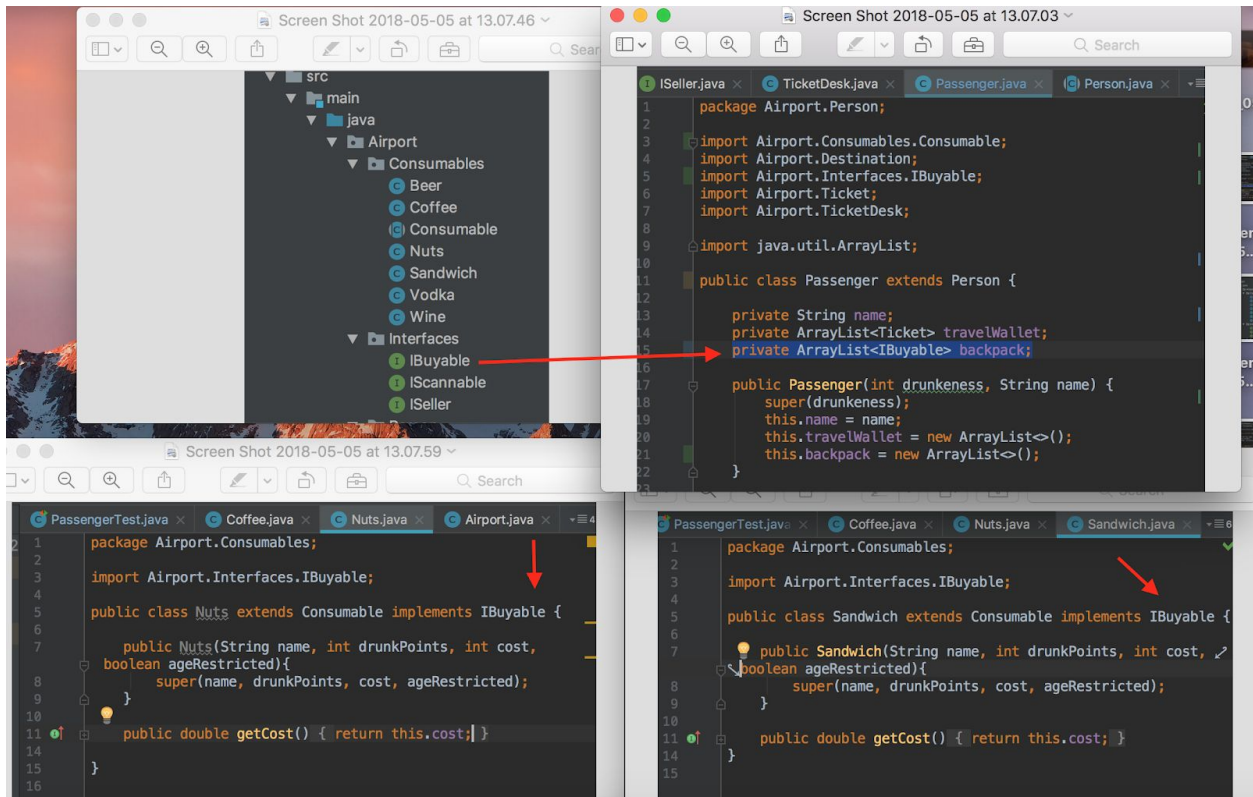 Screen Shot 2018-05-05 at 13.07.46
Search
src
main
java
Airport
Consumables
Beer
Coffee
Consumable
Nuts
Sandwich
Vodka
Wine
Interfaces
IBuyable
IScannable
ISeller
Screen Shot 2018-05-05 at 13.07.03
Search
ISeller.java TicketDesk.java Passenger.java Person.java
1 package Airport.Person;
2
3 import Airport.Consumables.Consumable;
4 import Airport.Destination;
5 import Airport.Interfaces.IBuyable;
6 import Airport.Ticket;
7 import Airport.TicketDesk;
8
9 import java.util.ArrayList;
10
11 public class Passenger extends Person {
12
13 private String name;
14 private ArrayList<Ticket> travelWallet;
15 private ArrayList<IBuyable> backpack;
16
17 public Passenger(int drunkeness, String name) {
18 super(drunkeness);
19 this.name = name;
20 this.travelWallet = new ArrayList<>();
21 this.backpack = new ArrayList<>();
22 }
23
Screen Shot 2018-05-05 at 13.07.59
Search
PassengerTest.java Coffee.java Nuts.java Airport.java 4
1 package Airport.Consumables;
2
3 import Airport.Interfaces.IBuyable;
4
5 public class Nuts extends Consumable implements IBuyable {
6
7 public Nuts(String name, int drunkPoints, int cost,
boolean ageRestricted){
8 super(name, drunkPoints, cost, ageRestricted);
9 }
10
11 public double getCost() { return this.cost; }
14
15 }
16
PassengerTest.java Coffee.java Nuts.java Sandwich.java 6
1 package Airport.Consumables;
2
3 import Airport.Interfaces.IBuyable;
4
5 public class Sandwich extends Consumable implements IBuyable {
6
7 public Sandwich(String name, int drunkPoints, int cost,
boolean ageRestricted){
8 super(name, drunkPoints, cost, ageRestricted);
9 }
10
11 public double getCost() { return this.cost; }
14 }
15